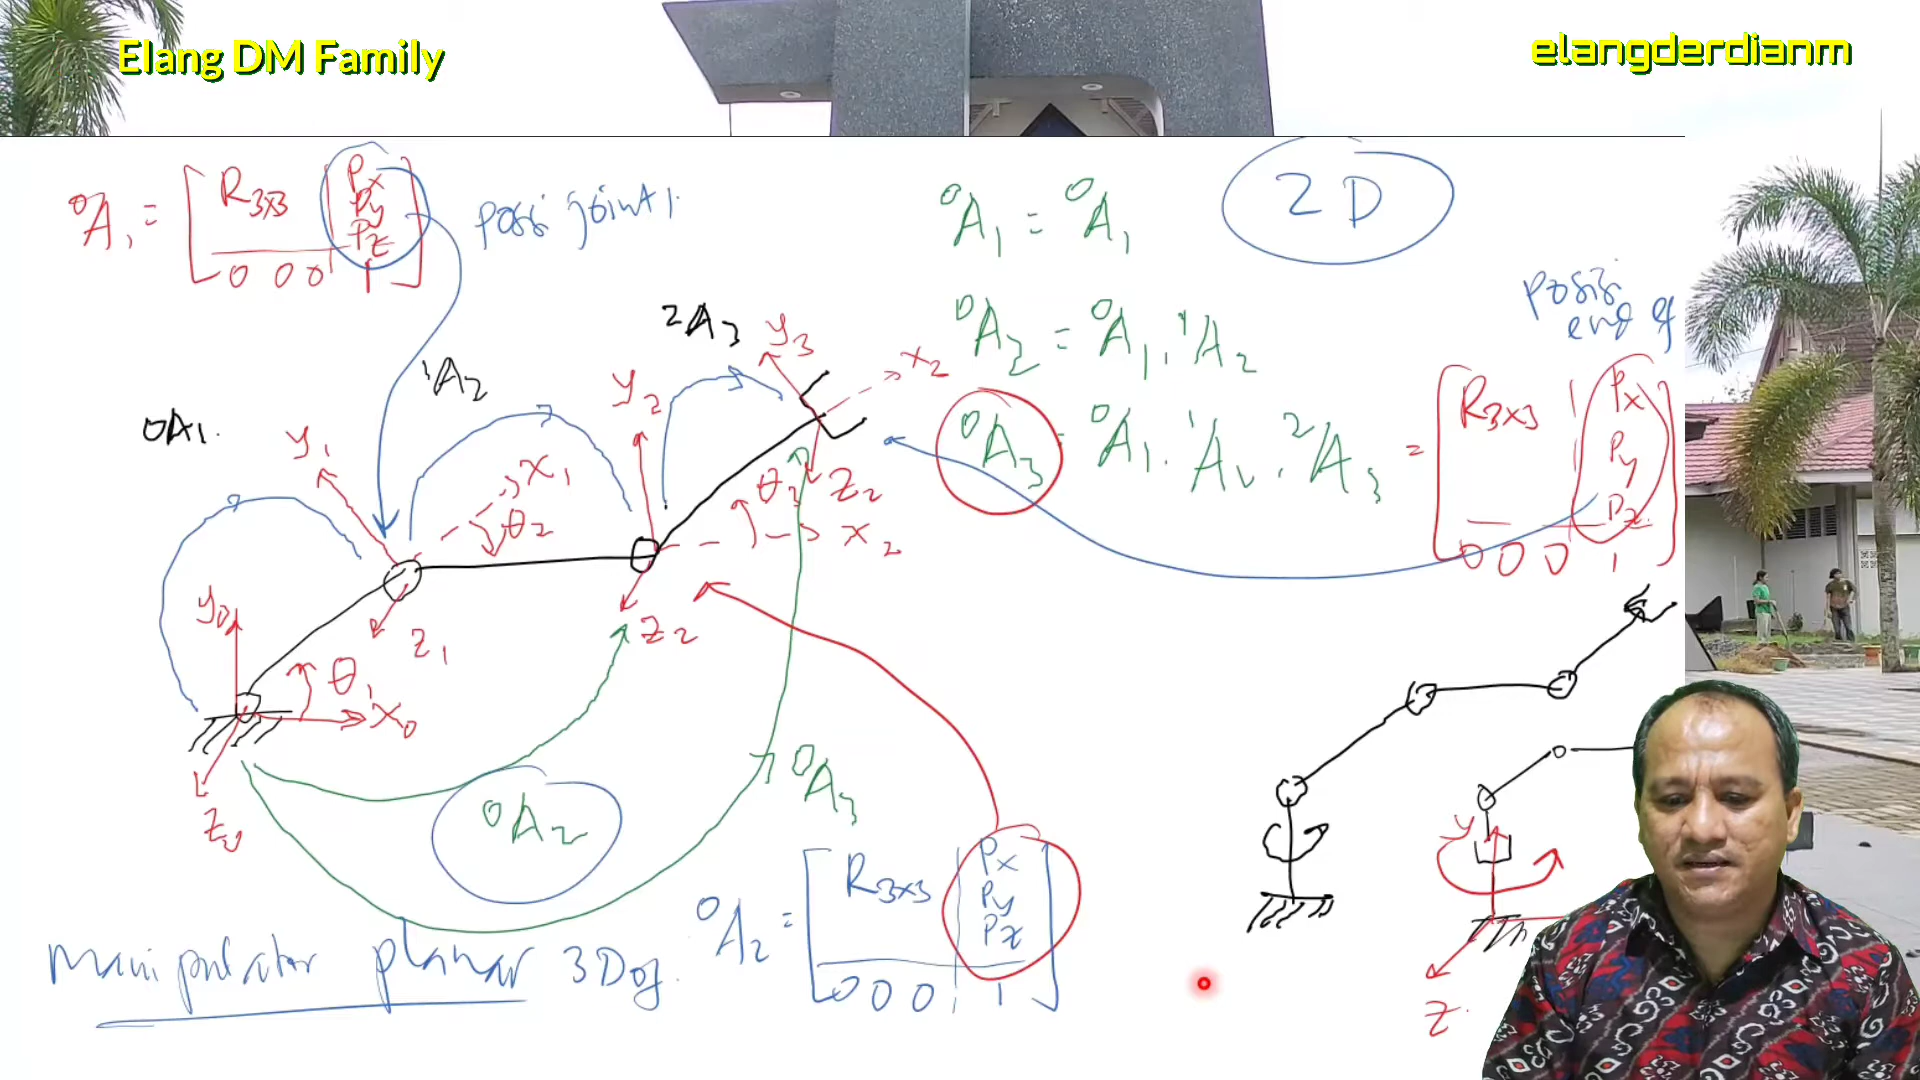 Elang DM Family
elangderdianm
⁰A₁ = [ R₃ₓ₃ | Px Py Pz
0 0 0 | 1 ]
posisi joint 1.
⁰A₁ = ⁰A₁
2D
⁰A₂ = ⁰A₁ . ¹A₂
posisi
end ef
⁰A₃ = ⁰A₁ . ¹A₂ . ²A₃ = [ R₃ₓ₃ | Px Py Pz
0 0 0 1 ]
0A1.
¹A₂
2A3
y₁
x₁
θ₂
z₁
y₂
x₂
z₂
θ₃
y₃
x₂
z₂
y₀
θ₁
x₀
z₀
⁰A₂
⁰A₃
⁰A₂ = [ R₃ₓ₃ | Px Py Pz
0 0 0 | 1 ]
manipulator planar 3 Dof.
y
z